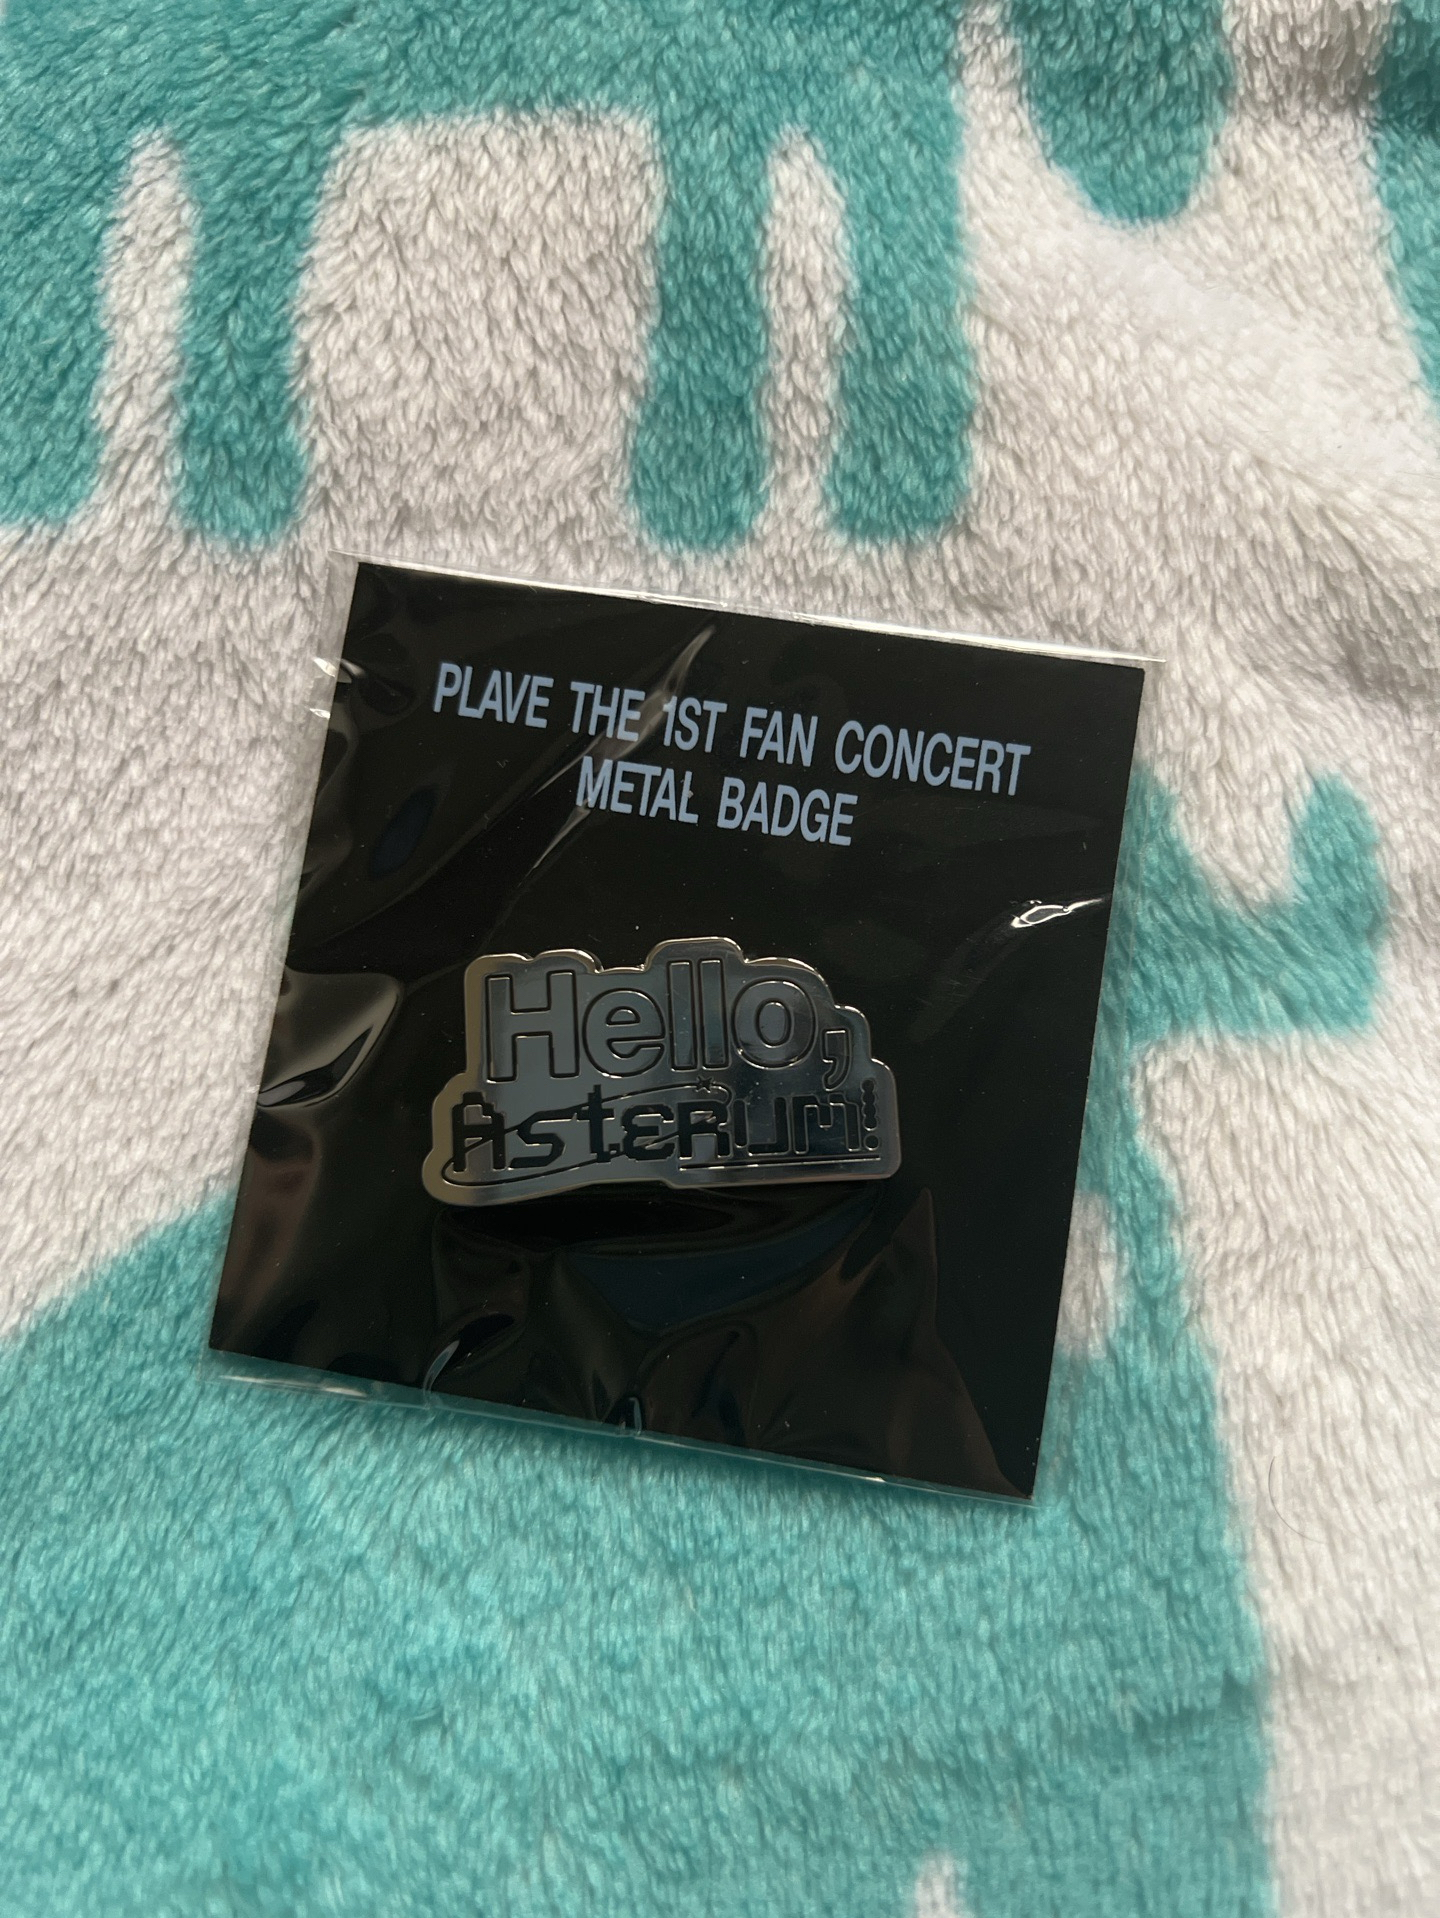 PLAVE THE 1ST FAN CONCERT
METAL BADGE
Hello,
Asterum!